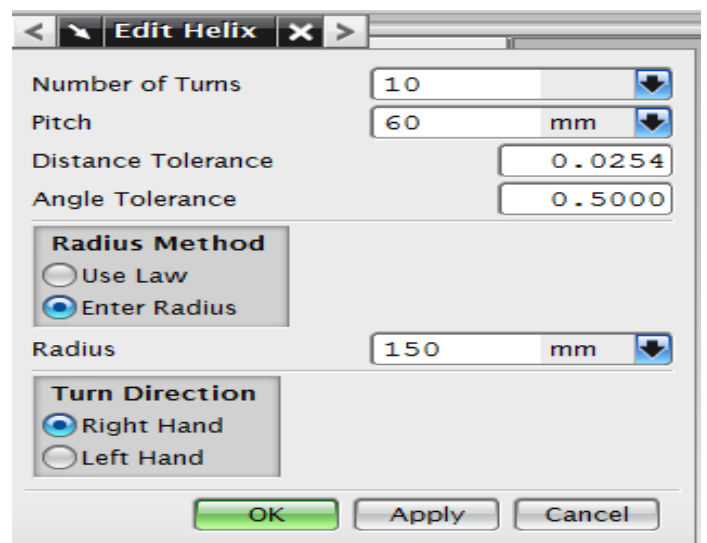 < Edit Helix × >
Number of Turns 10
Pitch 60 mm
Distance Tolerance 0.0254
Angle Tolerance 0.5000
Radius Method
Use Law
Enter Radius
Radius 150 mm
Turn Direction
Right Hand
Left Hand
OK Apply Cancel